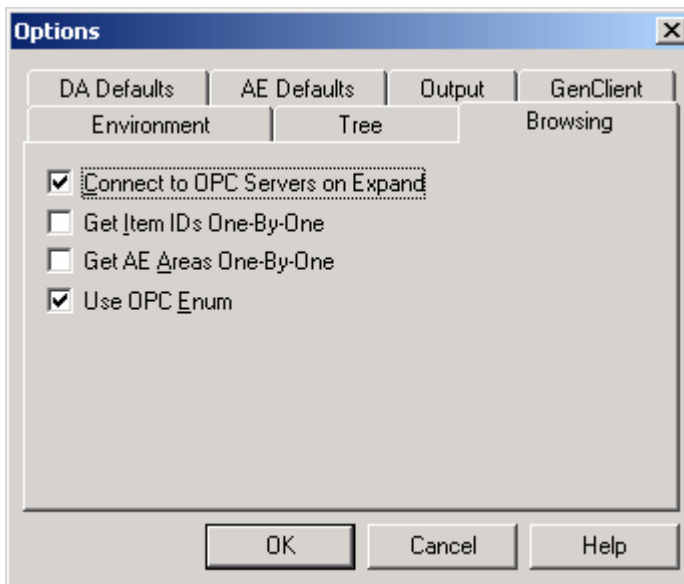 Options
DA Defaults AE Defaults Output GenClient
Environment Tree Browsing
Connect to OPC Servers on Expand
Get Item IDs One-By-One
Get AE Areas One-By-One
Use OPC Enum
OK Cancel Help